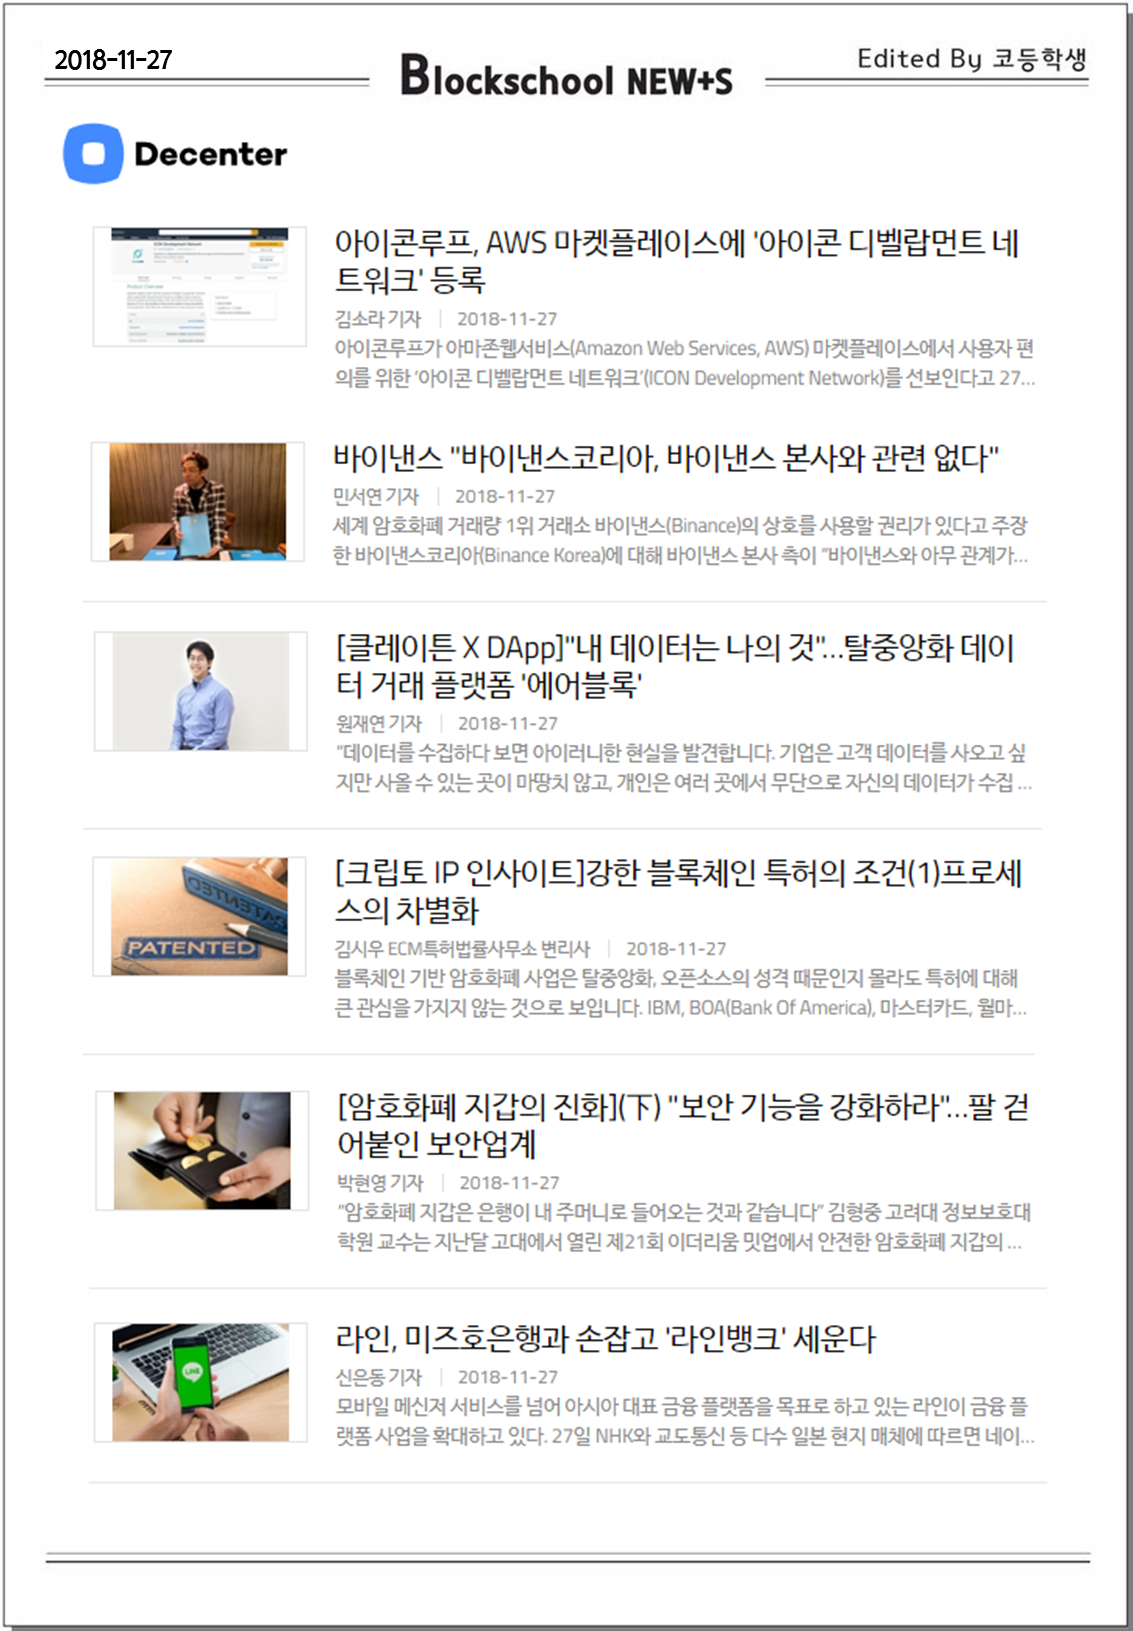 2018-11-27
Blockschool NEW+S
Edited By 코등학생
Decenter
아이콘루프, AWS 마켓플레이스에 '아이콘 디벨랍먼트 네
트워크' 등록
김소라 기자 | 2018-11-27
아이콘루프가 아마존웹서비스(Amazon Web Services, AWS) 마켓플레이스에서 사용자 편
의를 위한 ‘아이콘 디벨랍먼트 네트워크’(ICON Development Network)를 선보인다고 27...
바이낸스 "바이낸스코리아, 바이낸스 본사와 관련 없다"
민서연 기자 | 2018-11-27
세계 암호화폐 거래량 1위 거래소 바이낸스(Binance)의 상호를 사용할 권리가 있다고 주장
한 바이낸스코리아(Binance Korea)에 대해 바이낸스 본사 측이 “바이낸스와 아무 관계가...
[클레이튼 X DApp]"내 데이터는 나의 것"...탈중앙화 데이
터 거래 플랫폼 '에어블록'
원재연 기자 | 2018-11-27
“데이터를 수집하다 보면 아이러니한 현실을 발견합니다. 기업은 고객 데이터를 사오고 싶
지만 사올 수 있는 곳이 마땅치 않고, 개인은 여러 곳에서 무단으로 자신의 데이터가 수집 ...
PATENTED
[크립토 IP 인사이트]강한 블록체인 특허의 조건(1)프로세
스의 차별화
김시우 ECM특허법률사무소 변리사 | 2018-11-27
블록체인 기반 암호화폐 사업은 탈중앙화, 오픈소스의 성격 때문인지 몰라도 특허에 대해
큰 관심을 가지지 않는 것으로 보입니다. IBM, BOA(Bank Of America), 마스터카드, 월마...
[암호화폐 지갑의 진화](下) "보안 기능을 강화하라"...팔 걷
어붙인 보안업계
박현영 기자 | 2018-11-27
“암호화폐 지갑은 은행이 내 주머니로 들어오는 것과 같습니다” 김형중 고려대 정보보호대
학원 교수는 지난달 고대에서 열린 제21회 이더리움 밋업에서 안전한 암호화폐 지갑의 ...
LINE
라인, 미즈호은행과 손잡고 '라인뱅크' 세운다
신은동 기자 | 2018-11-27
모바일 메신저 서비스를 넘어 아시아 대표 금융 플랫폼을 목표로 하고 있는 라인이 금융 플
랫폼 사업을 확대하고 있다. 27일 NHK와 교도통신 등 다수 일본 현지 매체에 따르면 네이...